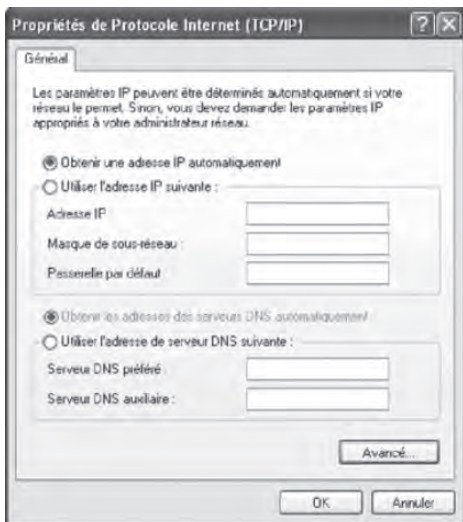 Propriétés de Protocole Internet (TCP/IP)
Général
Les paramètres IP peuvent être déterminés automatiquement si votre
réseau le permet. Sinon, vous devez demander les paramètres IP
appropriés à votre administrateur réseau.
Obtenir une adresse IP automatiquement
Utiliser l'adresse IP suivante :
Adresse IP
Masque de sous-réseau :
Passerelle par défaut
Obtenir les adresses des serveurs DNS automatiquement
Utiliser l'adresse de serveur DNS suivante :
Serveur DNS préféré
Serveur DNS auxiliaire :
Avancé...
OK
Annuler